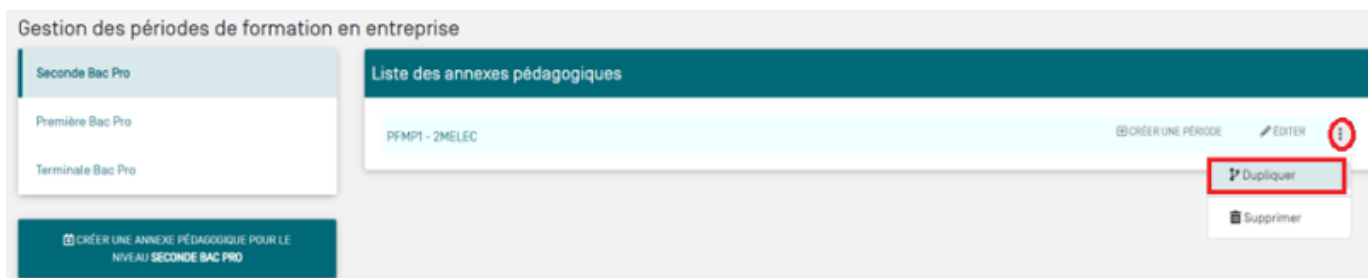 Gestion des périodes de formation en entreprise
Seconde Bac Pro
Première Bac Pro
Terminale Bac Pro
CRÉER UNE ANNEXE PÉDAGOGIQUE POUR LE
NIVEAU SECONDE BAC PRO
Liste des annexes pédagogiques
PFMP1 - 2MELEC
CRÉER UNE PÉRIODE
ÉDITER
Dupliquer
Supprimer